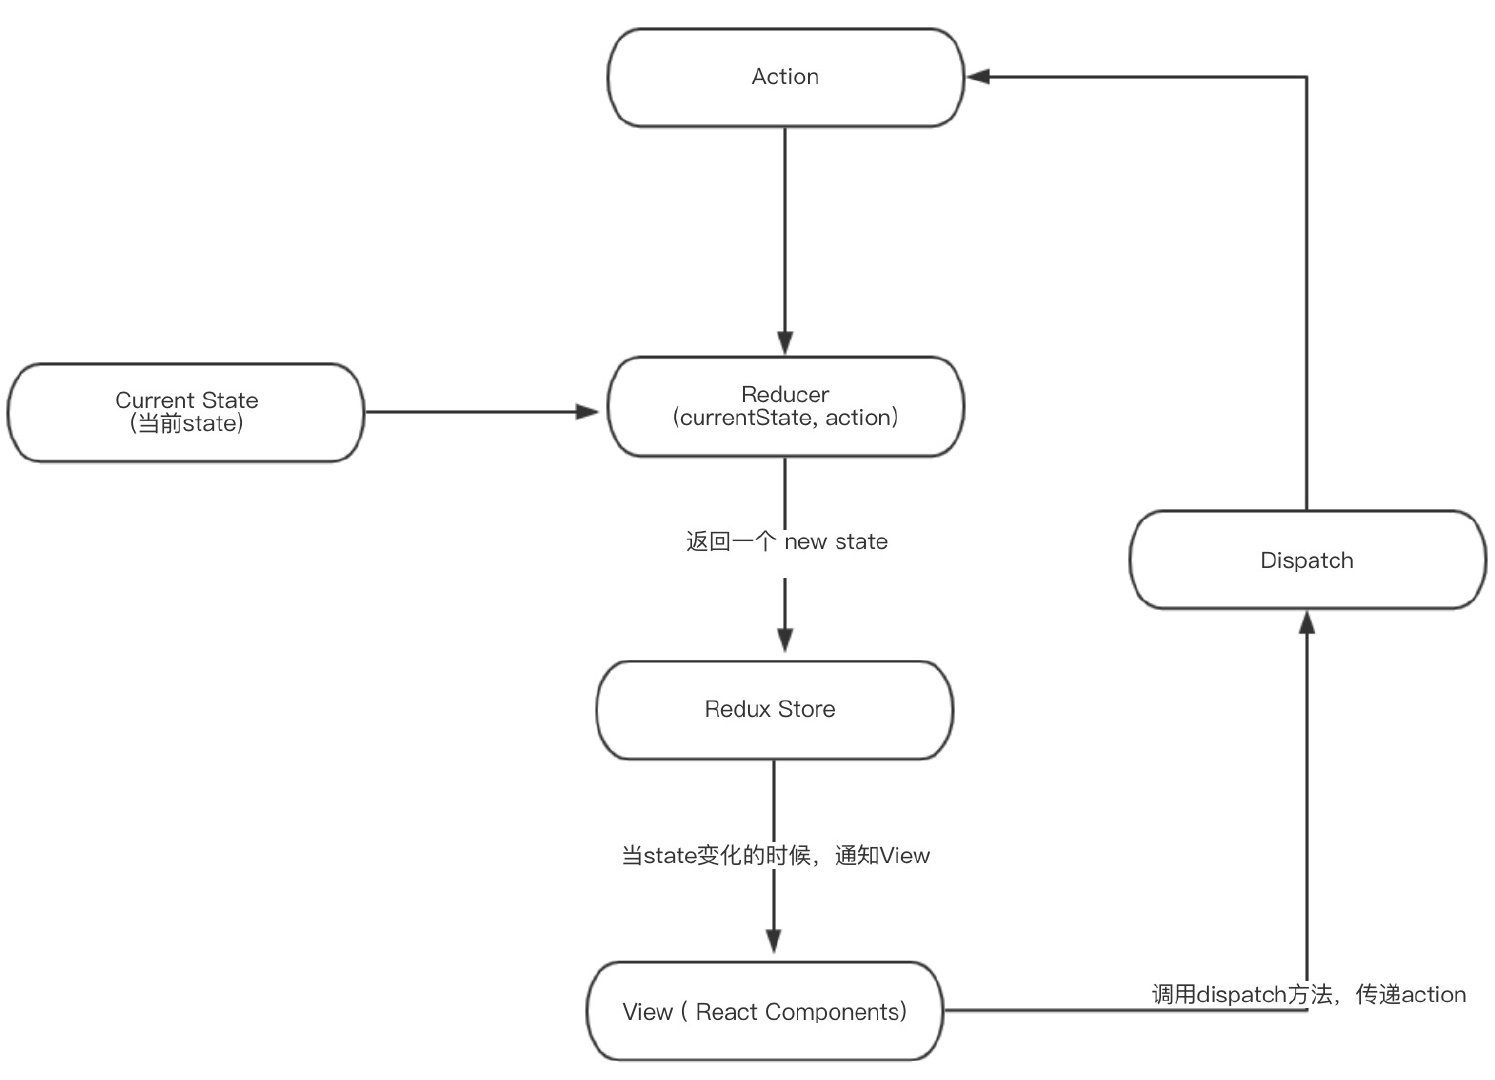 Action
Current State
(当前state)
Reducer
(currentState, action)
返回一个 new state
Dispatch
Redux Store
当state变化的时候，通知View
调用dispatch方法，传递action
View ( React Components)